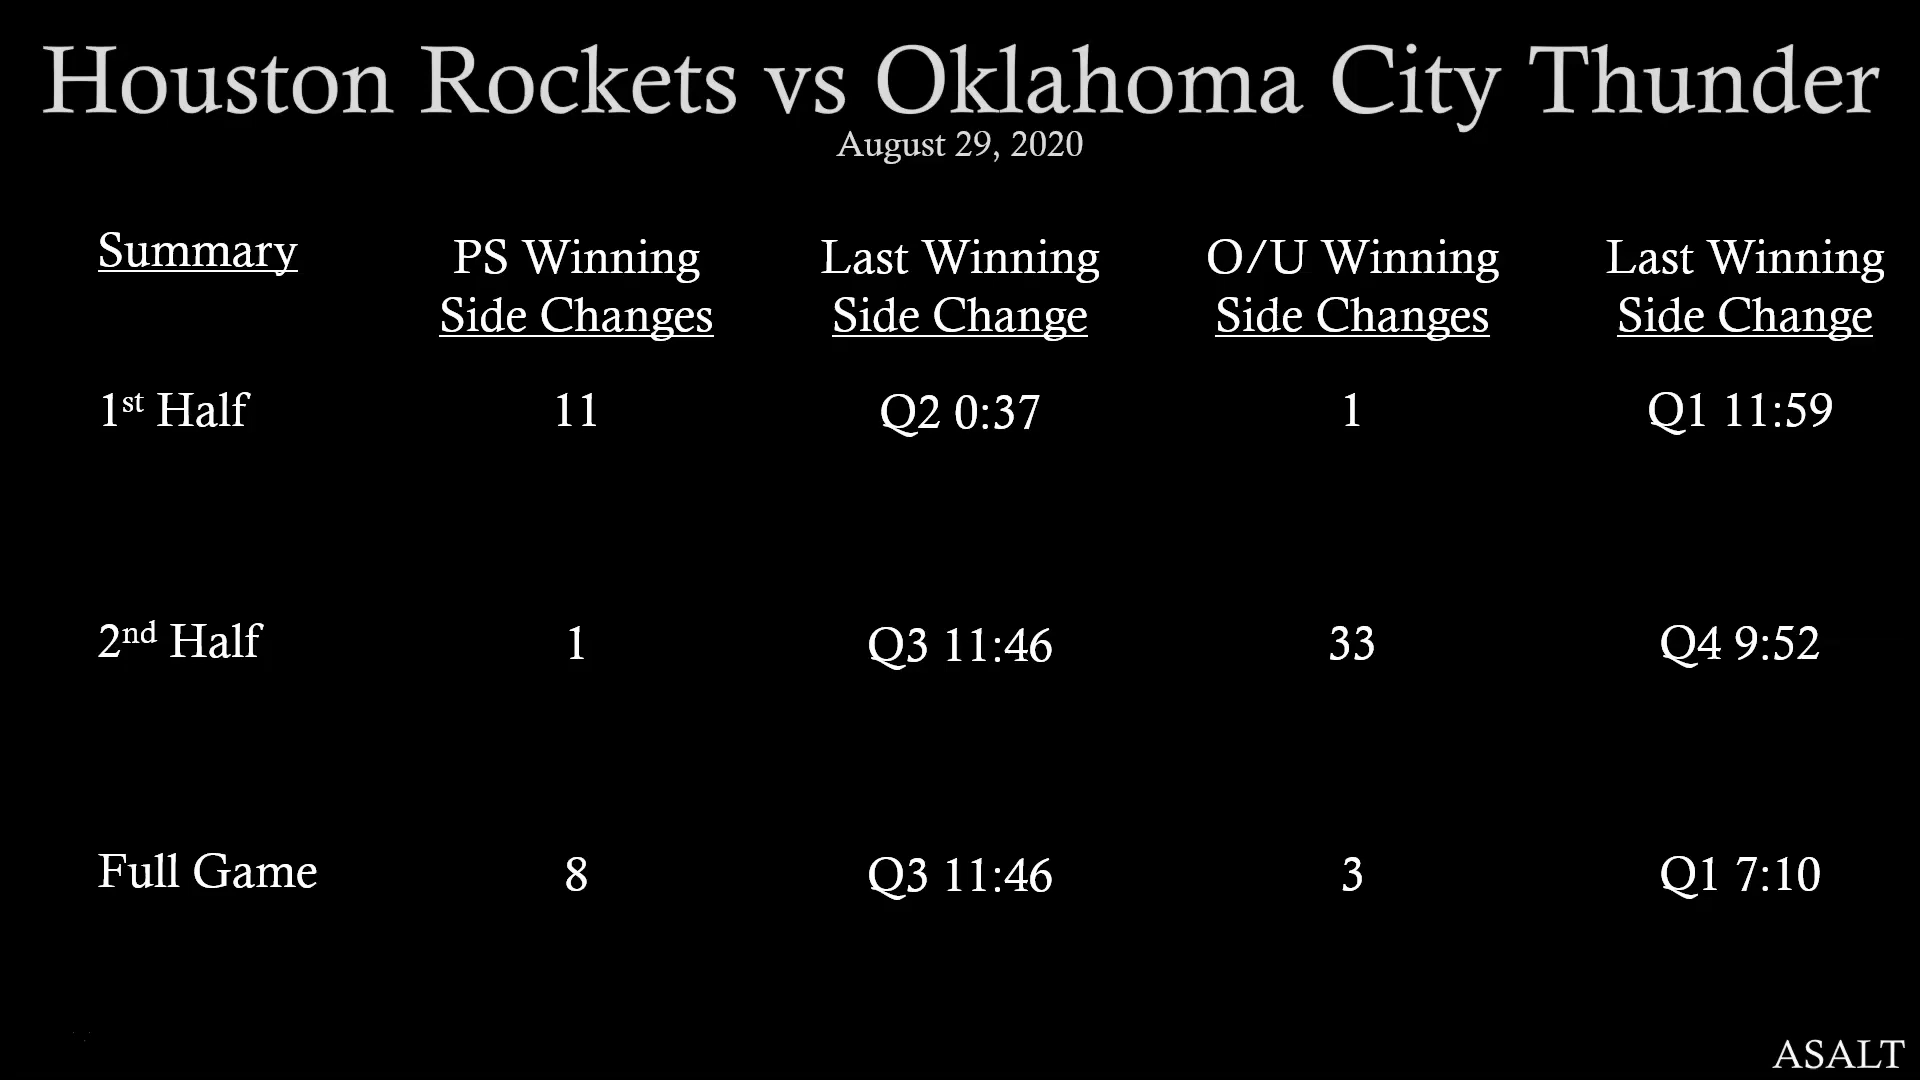 Houston Rockets vs Oklahoma City Thunder
August 29, 2020
Summary
PS Winning Side Changes
Last Winning Side Change
O/U Winning Side Changes
Last Winning Side Change
1st Half 11 Q2 0:37 1 Q1 11:59
2nd Half 1 Q3 11:46 33 Q4 9:52
Full Game 8 Q3 11:46 3 Q1 7:10
ASALT